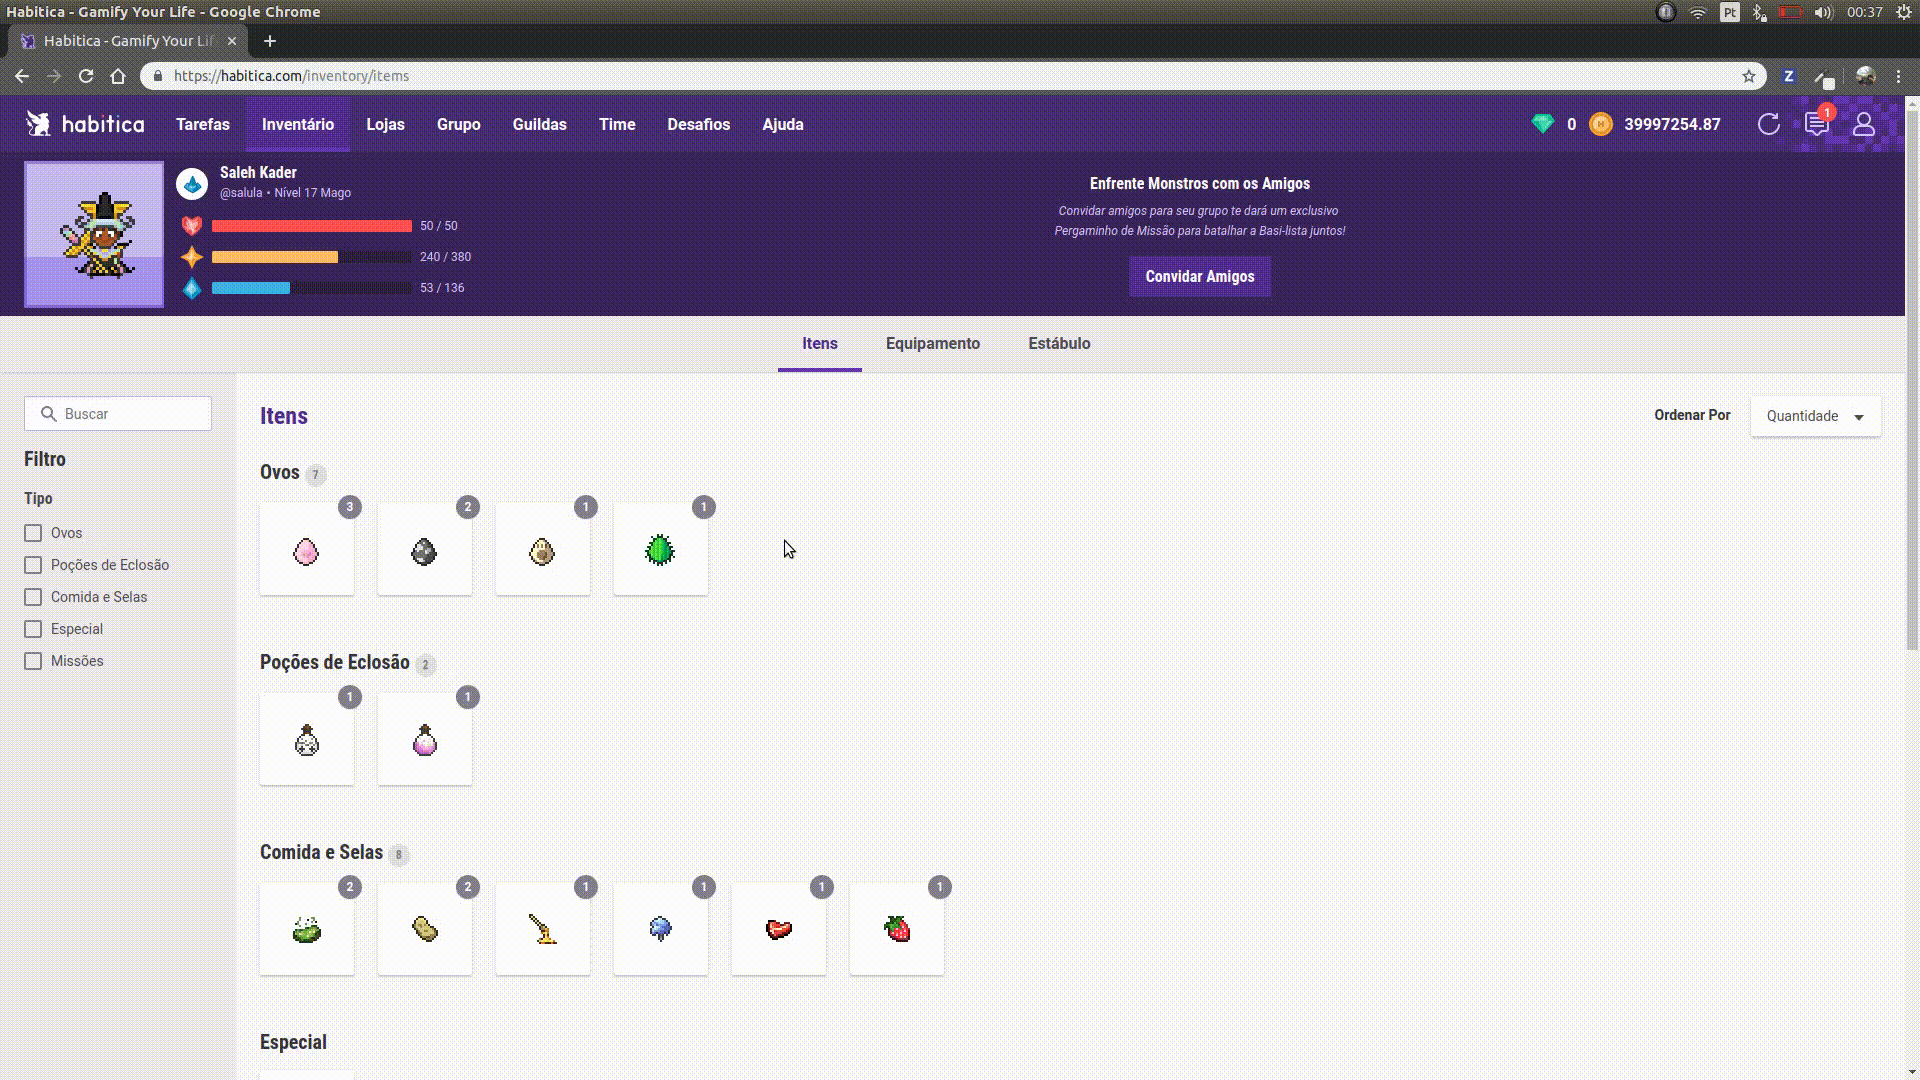 Habitica - Gamify Your Life - Google Chrome
Pt
00:37
Habitica - Gamify Your Lif
https://habitica.com/inventory/items
Z
habitica
Tarefas
Inventário
Lojas
Grupo
Guildas
Time
Desafios
Ajuda
0
39997254.87
1
Saleh Kader
@salula • Nível 17 Mago
50 / 50
240 / 380
53 / 136
Enfrente Monstros com os Amigos
Convidar amigos para seu grupo te dará um exclusivo
Pergaminho de Missão para batalhar a Basi-lista juntos!
Convidar Amigos
Itens
Equipamento
Estábulo
Buscar
Filtro
Tipo
Ovos
Poções de Eclosão
Comida e Selas
Especial
Missões
Itens
Ordenar Por
Quantidade
Ovos 7
3
2
1
1
Poções de Eclosão 2
1
1
Comida e Selas 8
2
2
1
1
1
1
Especial